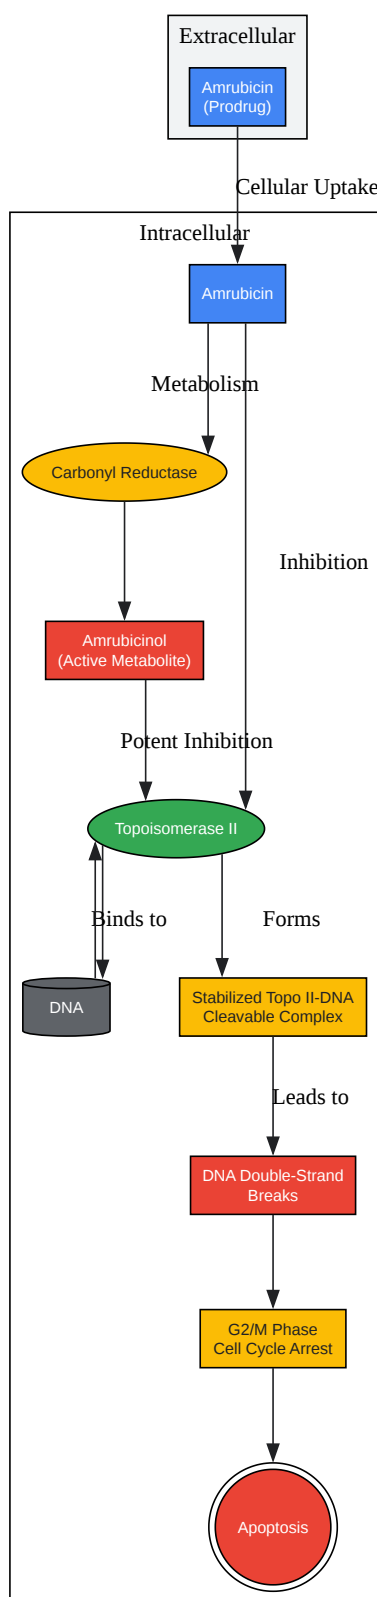 Extracellular
Amrubicin
(Prodrug)
Cellular Uptake
Intracellular
Amrubicin
Metabolism
Carbonyl Reductase
Inhibition
Amrubicinol
(Active Metabolite)
Potent Inhibition
Topoisomerase II
Binds to
Forms
DNA
Stabilized Topo II-DNA
Cleavable Complex
Leads to
DNA Double-Strand
Breaks
G2/M Phase
Cell Cycle Arrest
Apoptosis